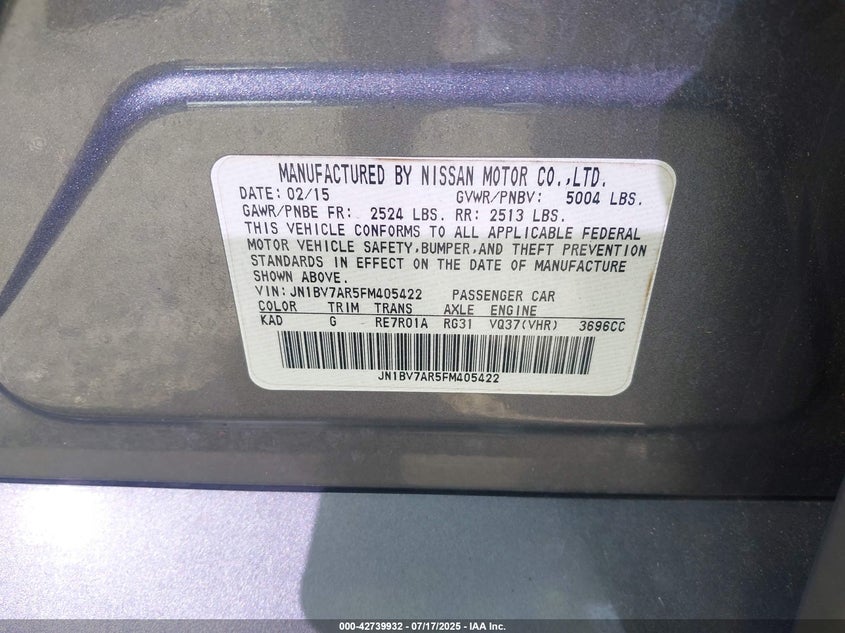 MANUFACTURED BY NISSAN MOTOR CO.,LTD.
DATE: 02/15 GVWR/PNBV: 5004 LBS.
GAWR/PNBE FR: 2524 LBS. RR: 2513 LBS.
THIS VEHICLE CONFORMS TO ALL APPLICABLE FEDERAL
MOTOR VEHICLE SAFETY,BUMPER,AND THEFT PREVENTION
STANDARDS IN EFFECT ON THE DATE OF MANUFACTURE
SHOWN ABOVE.
VIN:JN1BV7AR5FM405422 PASSENGER CAR
COLOR TRIM TRANS AXLE ENGINE
KAD G RE7R01A RG31 VQ37(VHR) 3696CC
JN1BV7AR5FM405422
000-42739932 - 07/17/2025 - IAA Inc.